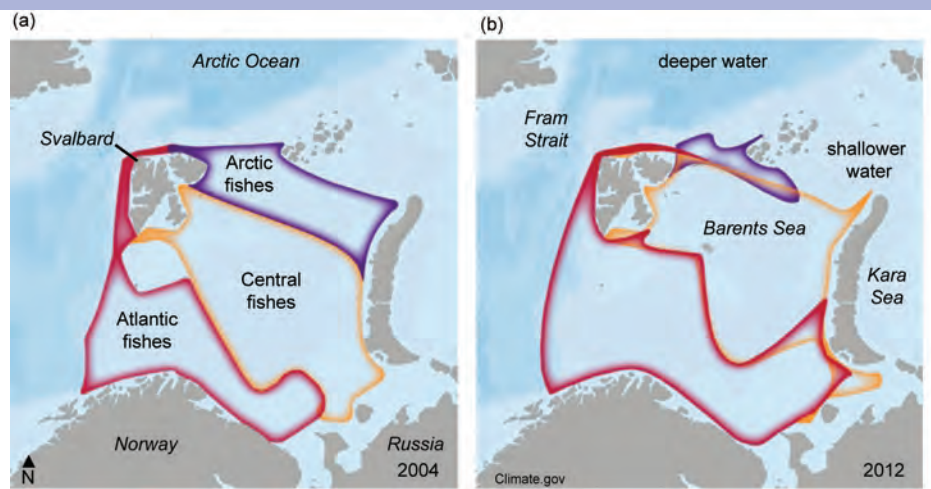 (a)
Arctic Ocean
Svalbard
Arctic
fishes
Central
fishes
Atlantic
fishes
Norway
Russia
N
2004
(b)
deeper water
Fram
Strait
shallower
water
Barents Sea
Kara
Sea
Climate.gov
2012